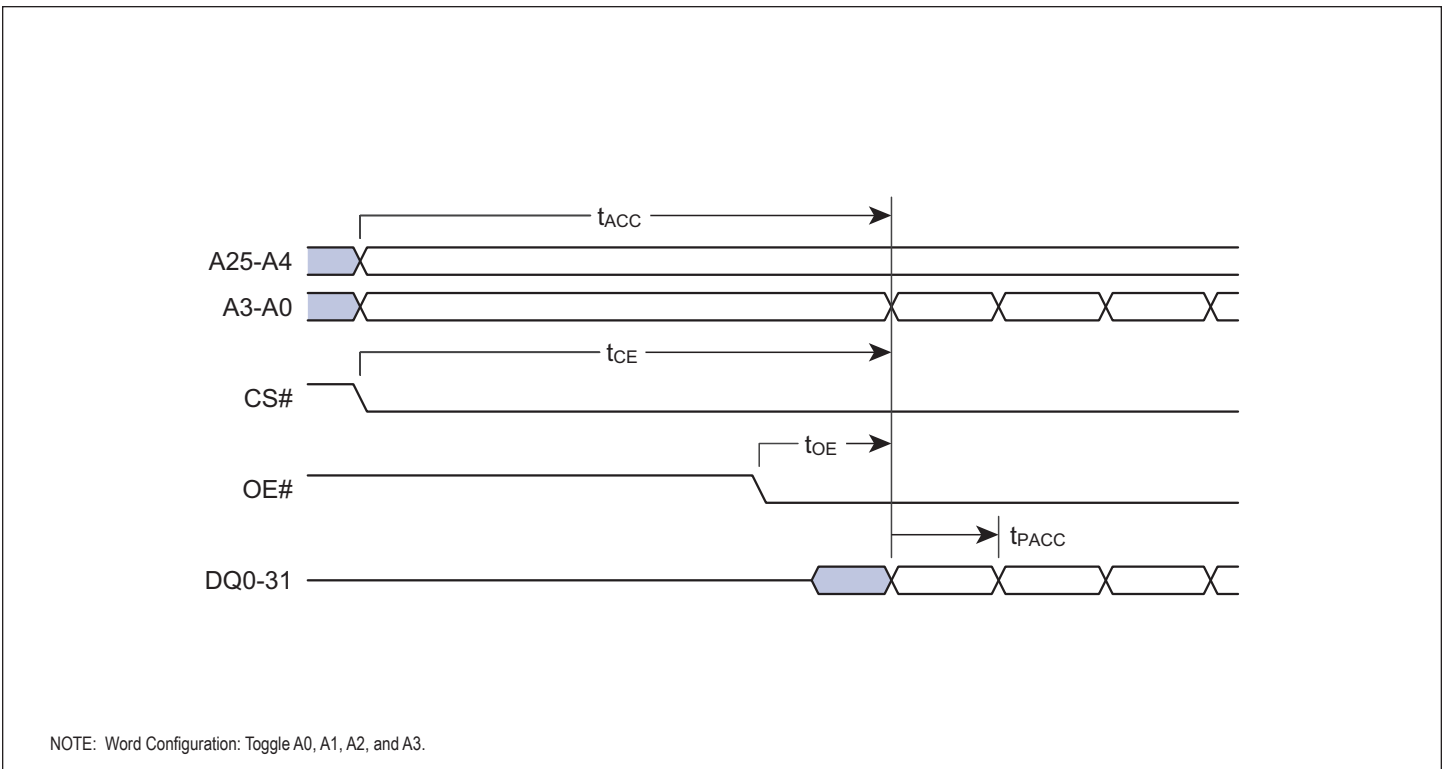 tACC
A25-A4
A3-A0
tCE
CS#
tOE
OE#
tPACC
DQ0-31
NOTE: Word Configuration: Toggle A0, A1, A2, and A3.